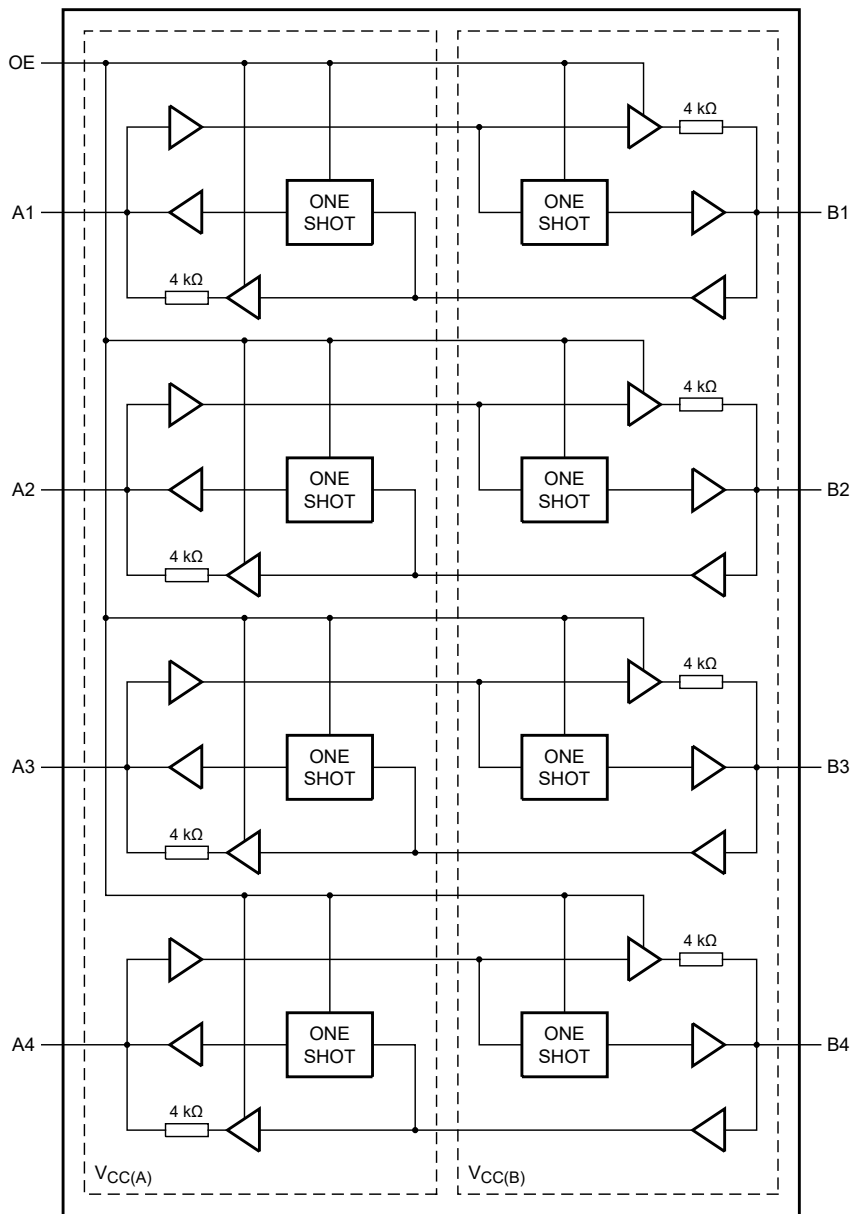 OE
4 kΩ
A1
ONE
SHOT
ONE
SHOT
B1
4 kΩ
4 kΩ
A2
ONE
SHOT
ONE
SHOT
B2
4 kΩ
4 kΩ
A3
ONE
SHOT
ONE
SHOT
B3
4 kΩ
4 kΩ
A4
ONE
SHOT
ONE
SHOT
B4
4 kΩ
VCC(A)
VCC(B)